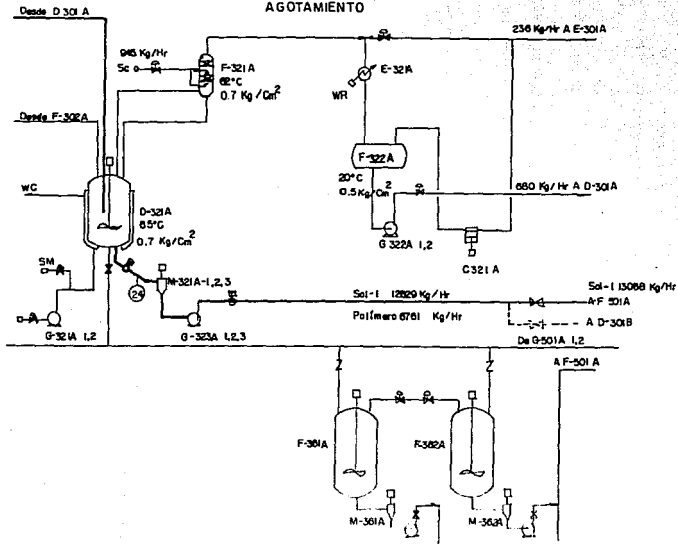 AGOTAMIENTO
Desde D 301 A
236 Kg/Hr A E-301A
945 Kg/Hr
Sc
F-321A
62°C
0.7 Kg/Cm2
E-321A
WR
Desde F-302A
F-322A
20°C
0.5 Kg/Cm2
680 Kg/Hr A D-301A
WC
D-321A
65°C
0.7 Kg/Cm2
G 322A 1,2
C 321 A
SM
M-321A-1,2,3
24
Sol-1 12829 Kg/Hr
Sol-1 13068 Kg/Hr
A-F 501A
Polímero 6761 Kg/Hr
A D-301B
G-321A 1,2
G-323A 1,2,3
De G-501A 1,2
A F-501A
F-361A
F-362A
M-361A
M-362A